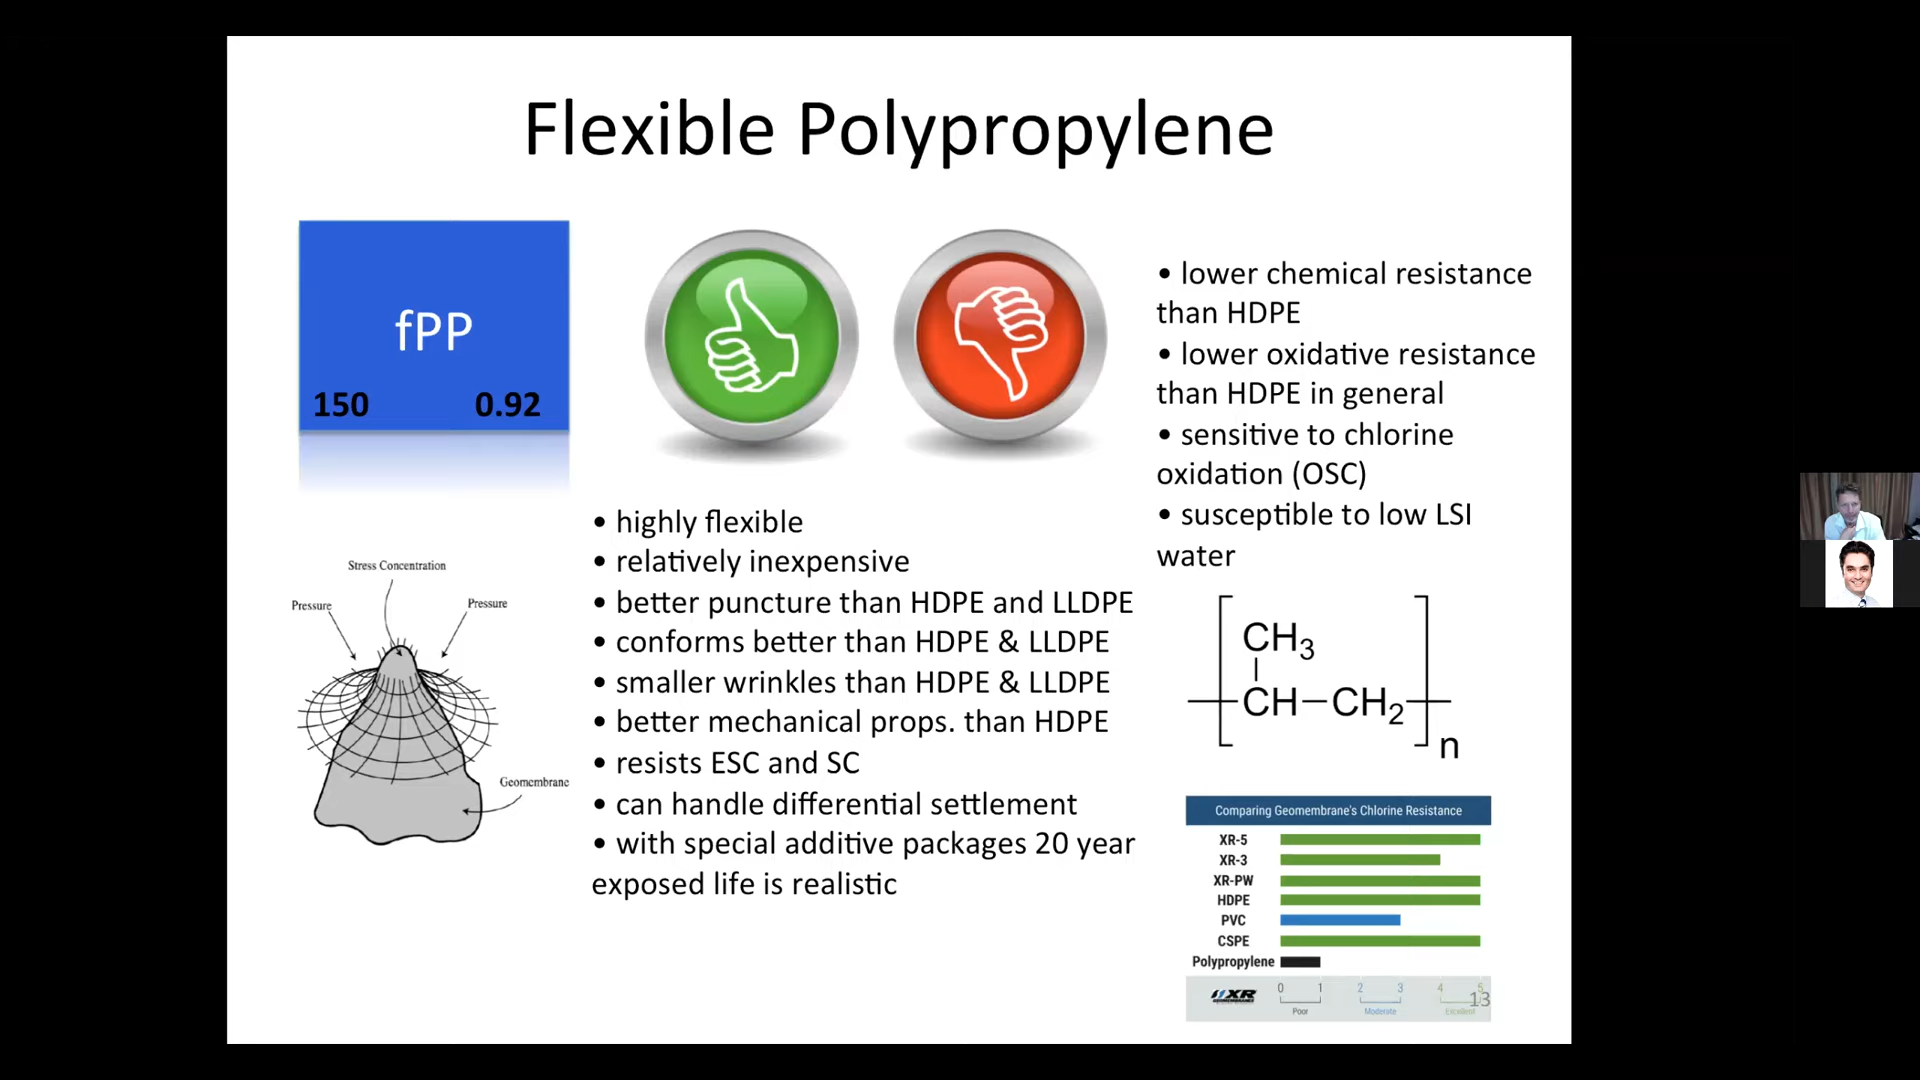 Flexible Polypropylene
fPP
150 0.92
• highly flexible
• relatively inexpensive
• better puncture than HDPE and LLDPE
• conforms better than HDPE & LLDPE
• smaller wrinkles than HDPE & LLDPE
• better mechanical props. than HDPE
• resists ESC and SC
• can handle differential settlement
• with special additive packages 20 year
exposed life is realistic
• lower chemical resistance
than HDPE
• lower oxidative resistance
than HDPE in general
• sensitive to chlorine
oxidation (OSC)
• susceptible to low LSI
water
Stress Concentration
Pressure
Pressure
Geomembrane
CH3
CH CH2
n
Comparing Geomembrane's Chlorine Resistance
XR-5
XR-3
XR-PW
HDPE
PVC
CSPE
Polypropylene
XR
0 1 2 3 4 5
Poor Moderate Excellent
13